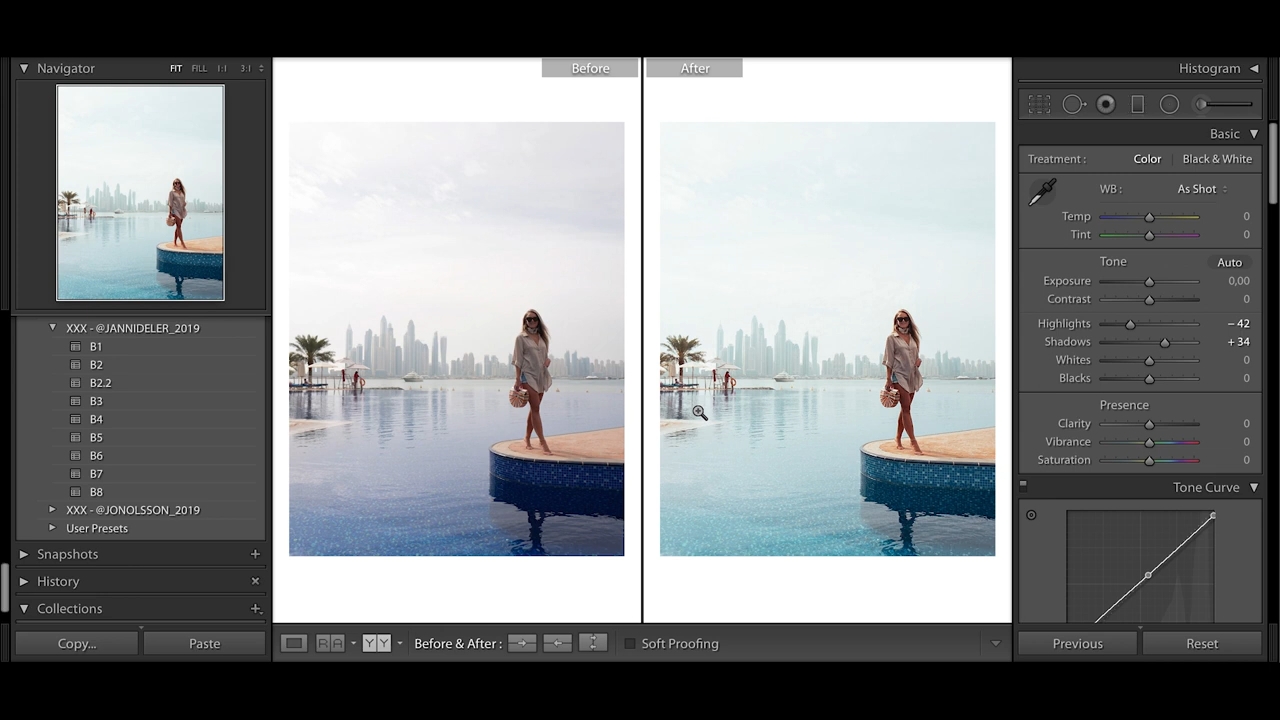 Navigator FIT FILL 1:1 3:1
XXX - @JANNIDELER_2019
B1
B2
B2.2
B3
B4
B5
B6
B7
B8
XXX - @JONOLSSON_2019
User Presets
Snapshots
History
Collections
Copy... Paste
Before After
RA YY Before & After : Soft Proofing
Histogram
Basic
Treatment : Color Black & White
WB : As Shot
Temp 0
Tint 0
Tone Auto
Exposure 0,00
Contrast 0
Highlights − 42
Shadows + 34
Whites 0
Blacks 0
Presence
Clarity 0
Vibrance 0
Saturation 0
Tone Curve
Previous Reset